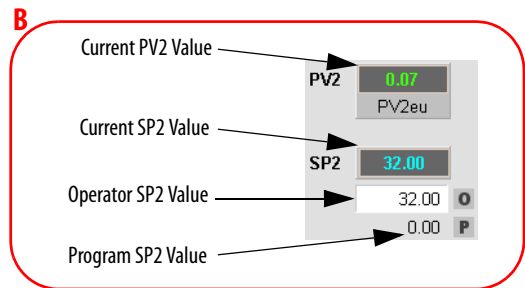 B
Current PV2 Value
PV2 0.07
PV2eu
Current SP2 Value
SP2 32.00
Operator SP2 Value 32.00 O
0.00 P
Program SP2 Value